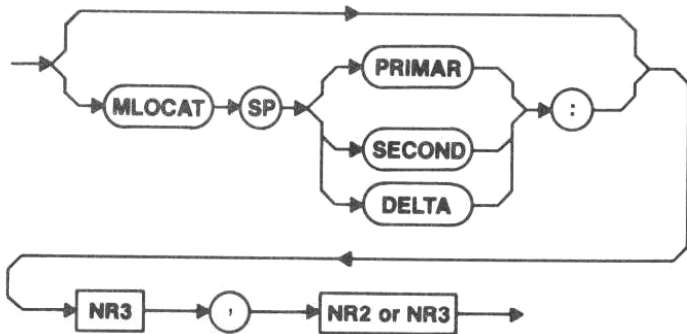 PRIMAR
MLOCAT SP :
SECOND
DELTA
NR3 , NR2 or NR3